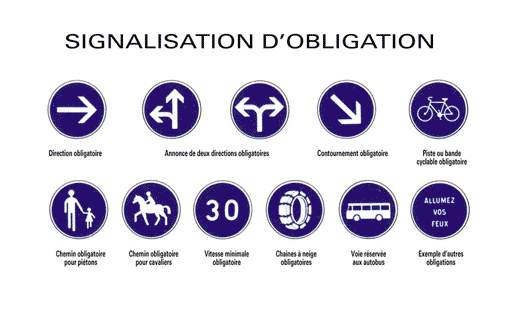 SIGNALISATION D'OBLIGATION
Direction obligatoire
Annonce de deux directions obligatoires
Contournement obligatoire
Piste ou bande
cyclable obligatoire
30
ALLUMEZ
VOS
FEUX
Chemin obligatoire
pour piétons
Chemin obligatoire
pour cavaliers
Vitesse minimale
obligatoire
Chaines à neige
obligatoires
Voie réservée
aux autobus
Exemple d'autres
obligations